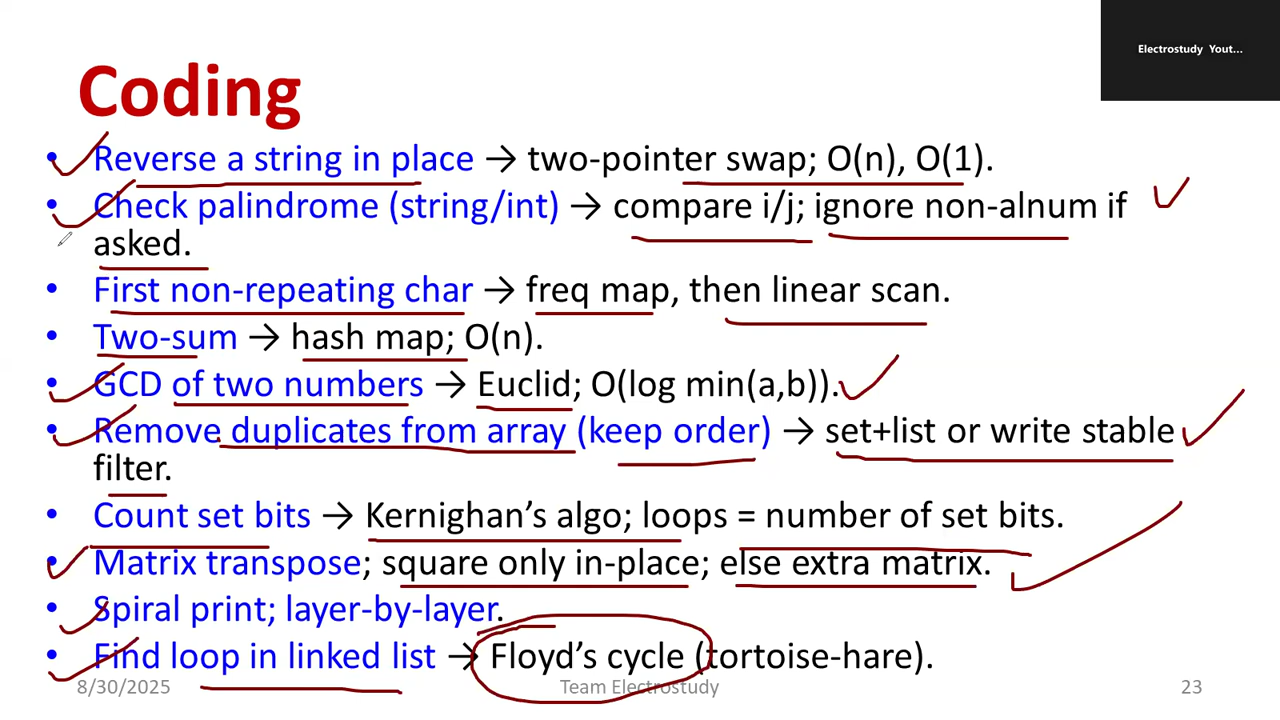 Electrostudy Yout...
Coding
• Reverse a string in place → two-pointer swap; O(n), O(1).
• Check palindrome (string/int) → compare i/j; ignore non-alnum if
asked.
• First non-repeating char → freq map, then linear scan.
• Two-sum → hash map; O(n).
• GCD of two numbers → Euclid; O(log min(a,b)).
• Remove duplicates from array (keep order) → set+list or write stable
filter.
• Count set bits → Kernighan's algo; loops = number of set bits.
• Matrix transpose; square only in-place; else extra matrix.
• Spiral print; layer-by-layer.
• Find loop in linked list → Floyd's cycle (tortoise-hare).
8/30/2025 Team Electrostudy 23